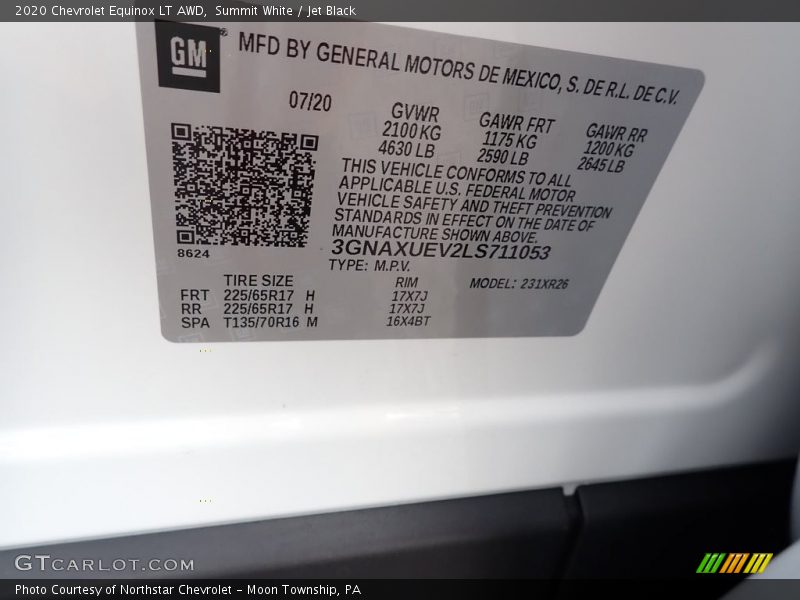 2020 Chevrolet Equinox LT AWD, Summit White / Jet Black
GM
MFD BY GENERAL MOTORS DE MEXICO, S. DE R.L. DE C.V.
07/20
GVWR GAWR FRT GAWR RR
2100 KG 1175 KG 1200 KG
4630 LB 2590 LB 2645 LB
THIS VEHICLE CONFORMS TO ALL
APPLICABLE U.S. FEDERAL MOTOR
VEHICLE SAFETY AND THEFT PREVENTION
STANDARDS IN EFFECT ON THE DATE OF
MANUFACTURE SHOWN ABOVE.
8624
3GNAXUEV2LS711053
TYPE: M.P.V.
TIRE SIZE RIM MODEL: 231XR26
FRT 225/65R17 H 17X7J
RR 225/65R17 H 17X7J
SPA T135/70R16 M 16X4BT
GTCARLOT.COM
Photo Courtesy of Northstar Chevrolet - Moon Township, PA